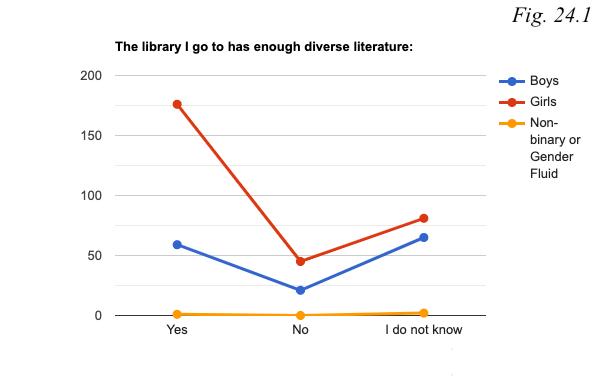 Fig. 24.1
The library I go to has enough diverse literature:
200
150
100
50
0
Yes
No
I do not know
Boys
Girls
Non-
binary or
Gender
Fluid